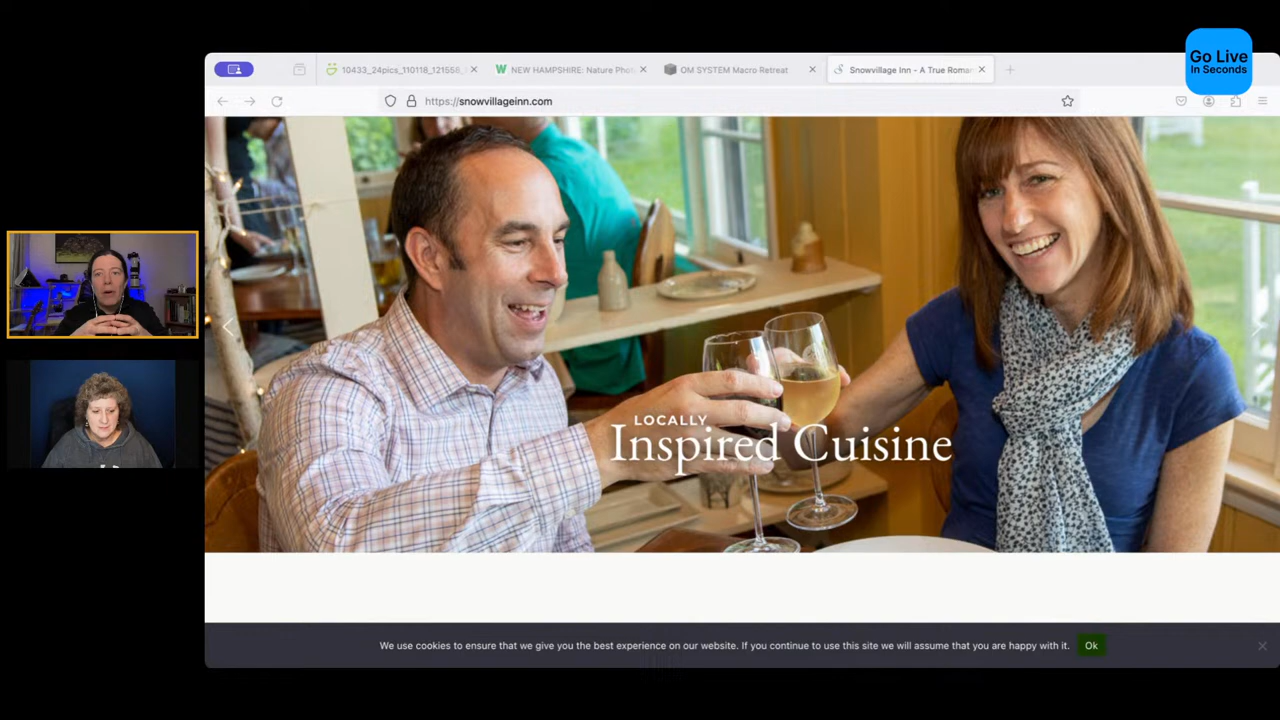 Go Live
In Seconds
10433_24pics_110118_121556_
NEW HAMPSHIRE: Nature Pho
OM SYSTEM Macro Retreat
Snowvillage Inn - A True Roman
https://snowvillageinn.com
LOCALLY
Inspired Cuisine
We use cookies to ensure that we give you the best experience on our website. If you continue to use this site we will assume that you are happy with it.
Ok